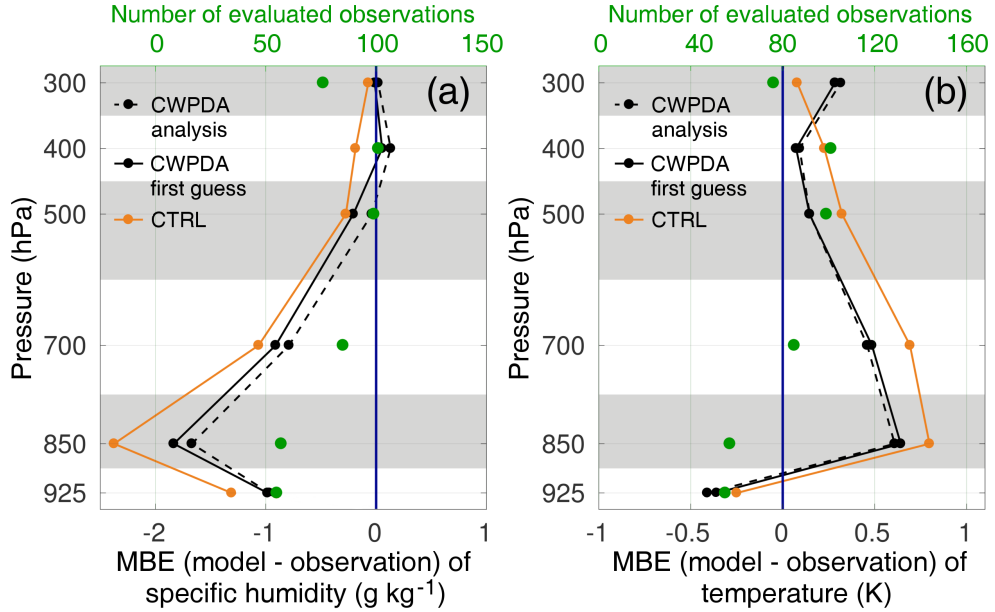 Number of evaluated observations
0 50 100 150
Pressure (hPa)
300
400
500
700
850
925
(a)
CWPDA
analysis
CWPDA
first guess
CTRL
-2 -1 0 1
MBE (model - observation) of
specific humidity (g kg-1)
Number of evaluated observations
0 40 80 120 160
Pressure (hPa)
300
400
500
700
850
925
(b)
CWPDA
analysis
CWPDA
first guess
CTRL
-1 -0.5 0 0.5 1
MBE (model - observation) of
temperature (K)